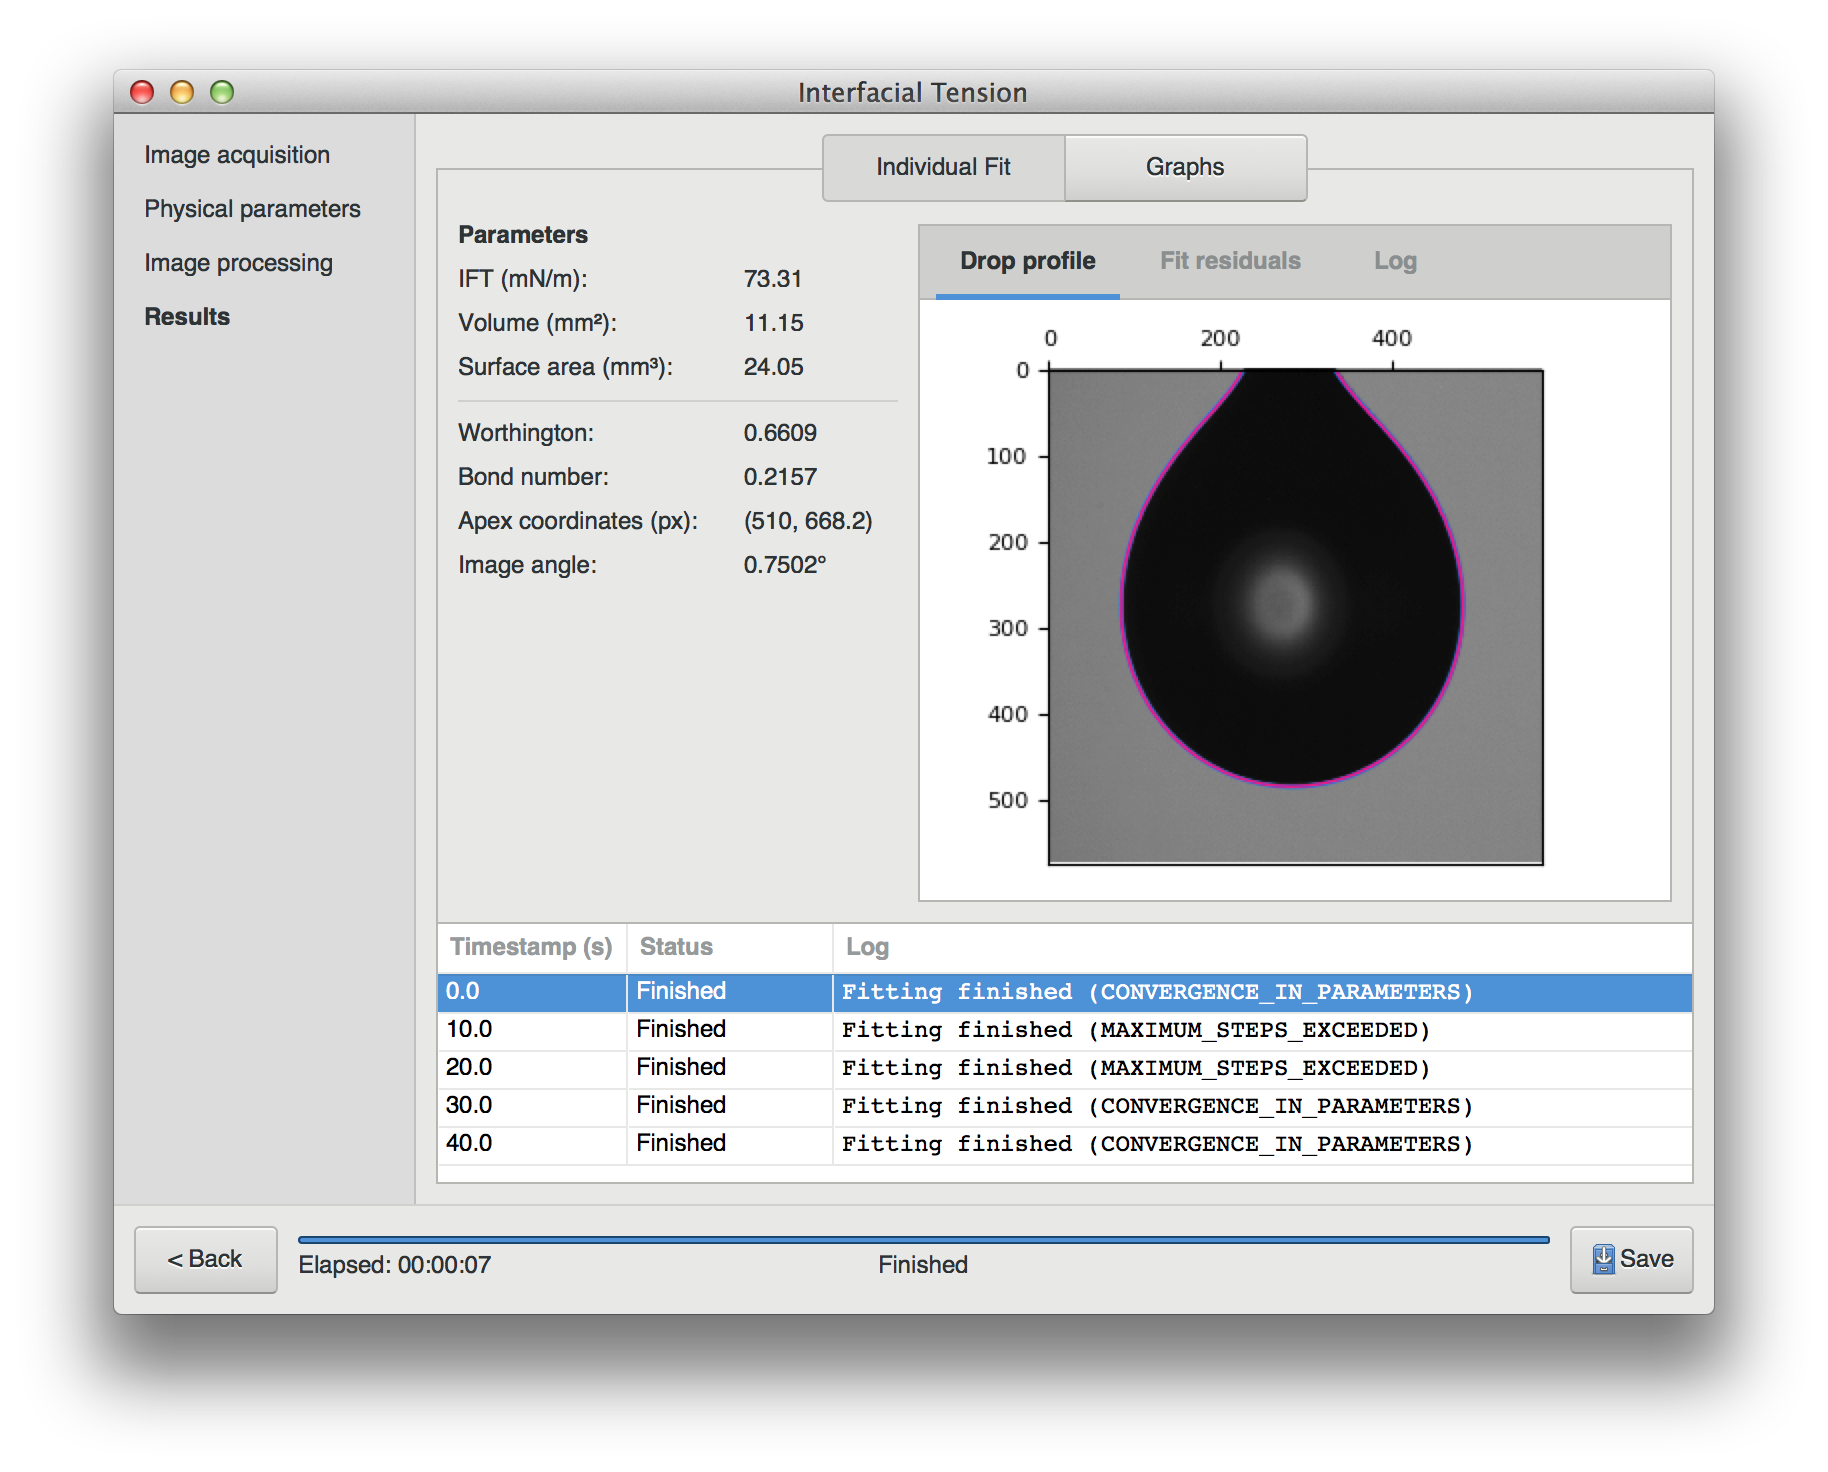 Interfacial Tension
Image acquisition
Physical parameters
Image processing
Results
Individual Fit
Graphs
Parameters
IFT (mN/m): 73.31
Volume (mm²): 11.15
Surface area (mm³): 24.05
Worthington: 0.6609
Bond number: 0.2157
Apex coordinates (px): (510, 668.2)
Image angle: 0.7502°
Drop profile Fit residuals Log
0 200 400
0
100
200
300
400
500
Timestamp (s) Status Log
0.0 Finished Fitting finished (CONVERGENCE_IN_PARAMETERS)
10.0 Finished Fitting finished (MAXIMUM_STEPS_EXCEEDED)
20.0 Finished Fitting finished (MAXIMUM_STEPS_EXCEEDED)
30.0 Finished Fitting finished (CONVERGENCE_IN_PARAMETERS)
40.0 Finished Fitting finished (CONVERGENCE_IN_PARAMETERS)
< Back
Elapsed: 00:00:07
Finished
Save